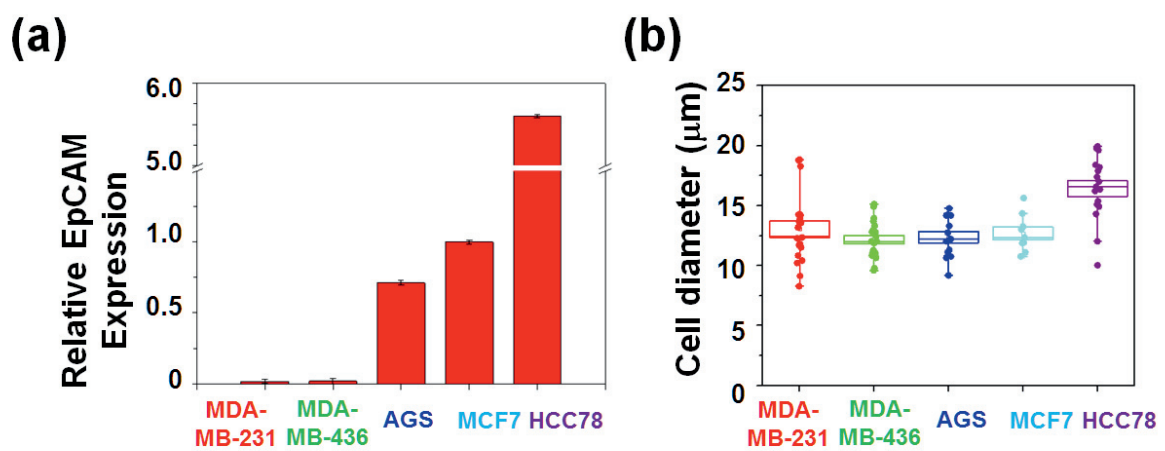 (a)
Relative EpCAM
Expression
6.0
5.0
1.0
0.5
0
MDA-
MB-231
MDA-
MB-436
AGS
MCF7
HCC78
(b)
Cell diameter (μm)
25
20
15
10
5
0
MDA-
MB-231
MDA-
MB-436
AGS
MCF7
HCC78